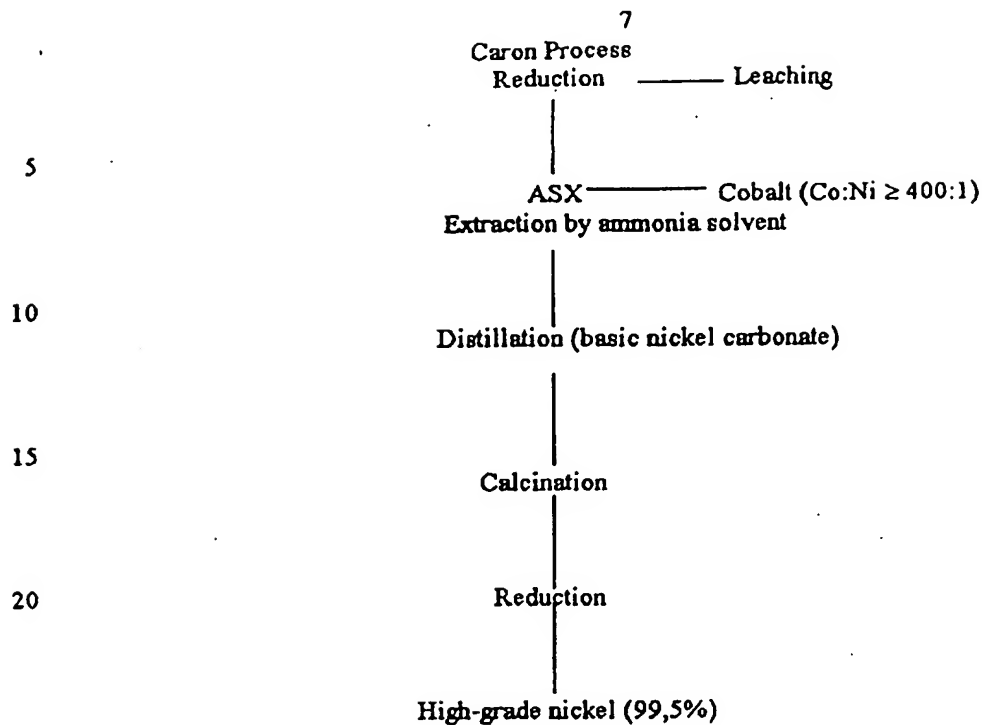 7
Caron Process
Reduction — Leaching
5
ASX — Cobalt (Co:Ni ≥ 400:1)
Extraction by ammonia solvent
10
Distillation (basic nickel carbonate)
15
Calcination
20
Reduction
High-grade nickel (99,5%)